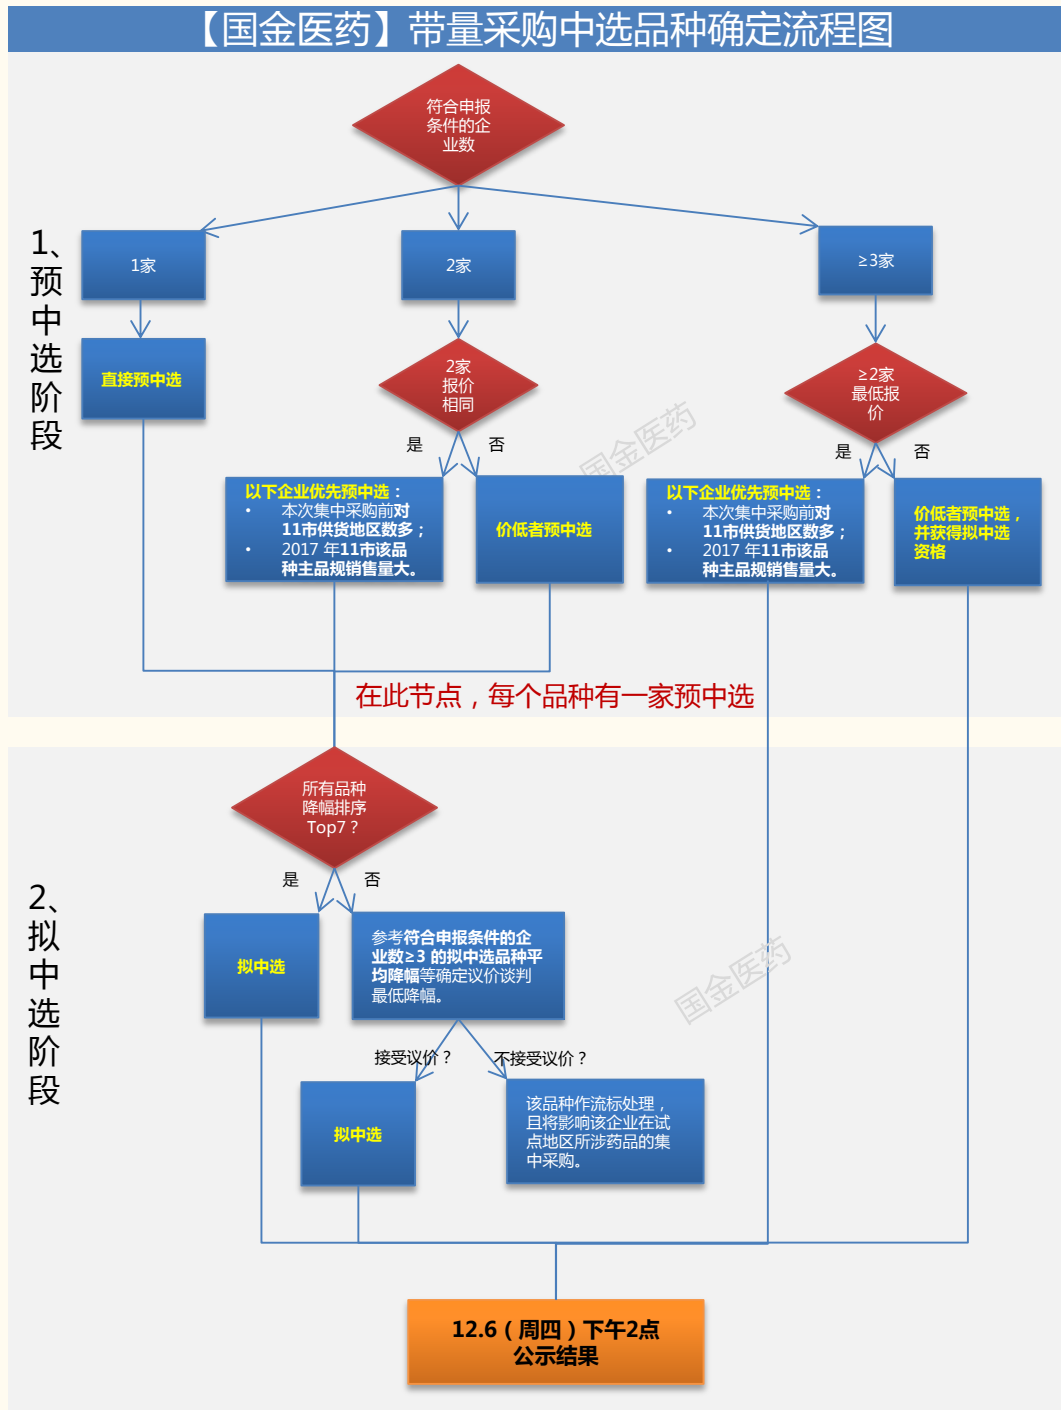 【国金医药】带量采购中选品种确定流程图
符合申报
条件的企
业数
1、
预
中
选
阶
段
1家
2家
≥3家
直接预中选
2家
报价
相同
≥2家
最低报
价
是
否
是
否
国金医药
以下企业优先预中选：
• 本次集中采购前对
11市供货地区数多；
• 2017 年11市该品
种主品规销售量大。
价低者预中选
以下企业优先预中选：
• 本次集中采购前对
11市供货地区数多；
• 2017 年11市该品
种主品规销售量大。
价低者预中选，
并获得拟中选
资格
在此节点，每个品种有一家预中选
2、
拟
中
选
阶
段
所有品种
降幅排序
Top7？
是
否
拟中选
参考符合申报条件的企
业数≥3 的拟中选品种平
均降幅等确定议价谈判
最低降幅。
国金医药
接受议价？
不接受议价？
拟中选
该品种作流标处理，
且将影响该企业在试
点地区所涉药品的集
中采购。
12.6（周四）下午2点
公示结果